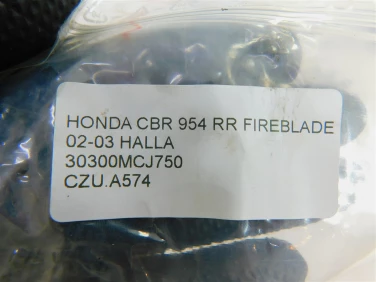 HONDA CBR 954 RR FIREBLADE
02-03 HALLA
30300MCJ750
CZU.A574